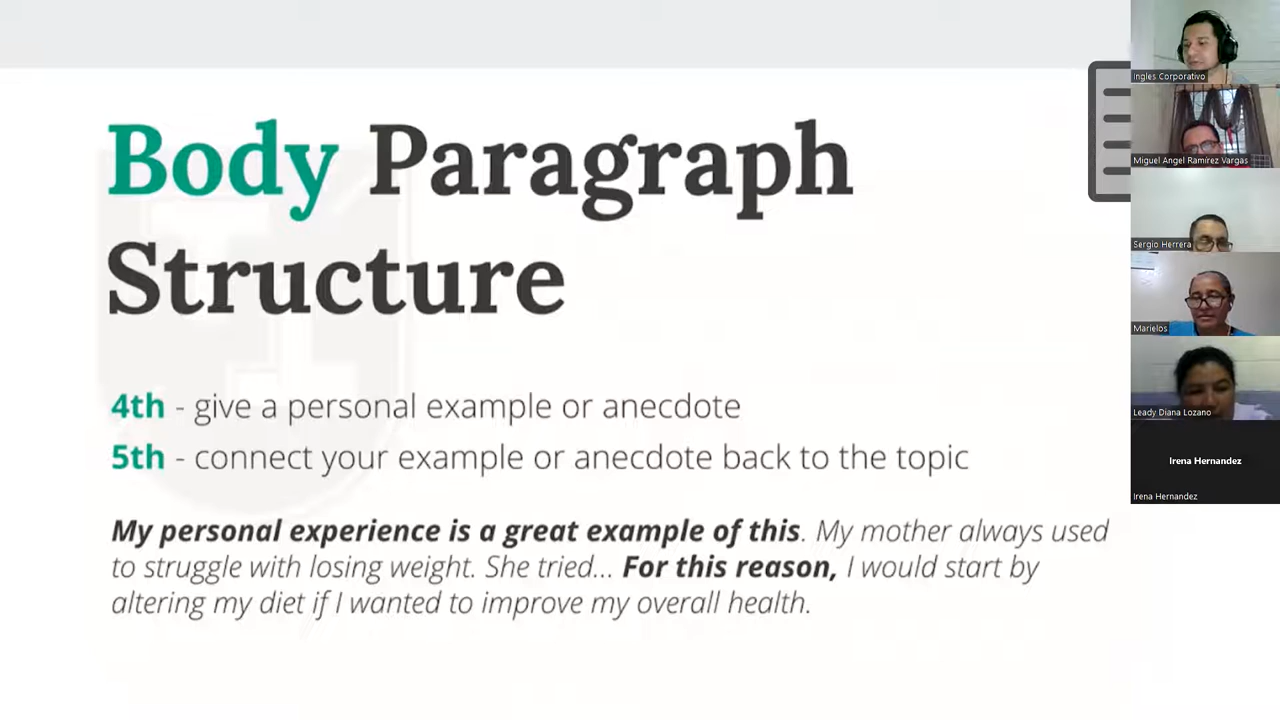 Body Paragraph
Structure
4th - give a personal example or anecdote
5th - connect your example or anecdote back to the topic
My personal experience is a great example of this. My mother always used
to struggle with losing weight. She tried... For this reason, I would start by
altering my diet if I wanted to improve my overall health.
Ingles Corporativo
Miguel Angel Ramirez Vargas
Sergio Herrera
Marielos
Leady Diana Lozano
Irena Hernandez
Irena Hernandez